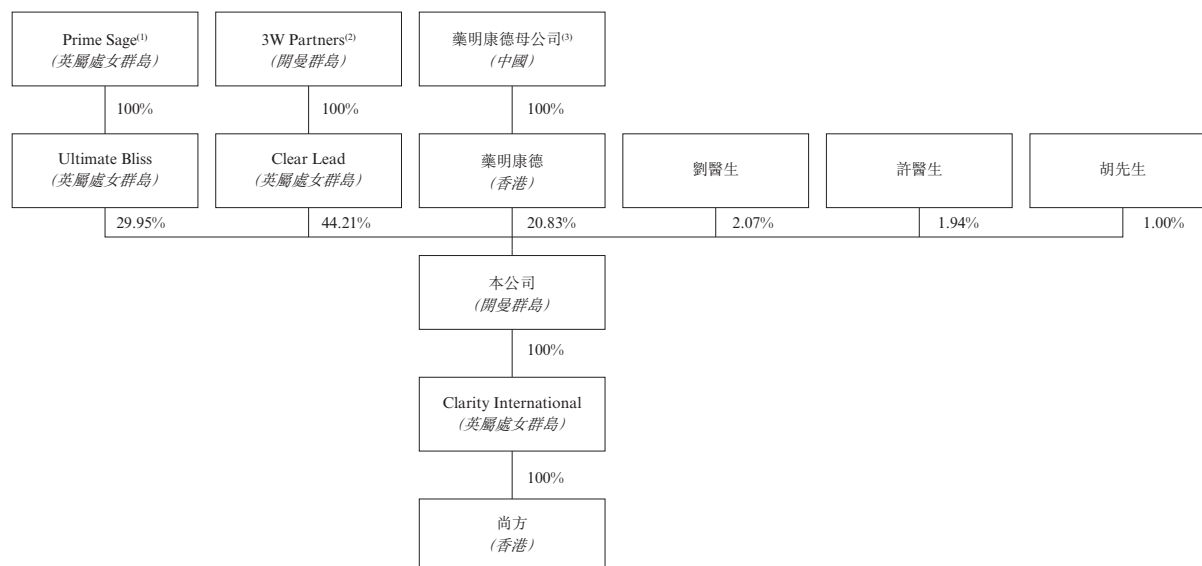 Prime Sage(1)
(英屬處女群島)
3W Partners(2)
(開曼群島)
藥明康德母公司(3)
(中國)
100%
100%
100%
Ultimate Bliss
(英屬處女群島)
Clear Lead
(英屬處女群島)
藥明康德
(香港)
劉醫生
許醫生
胡先生
29.95%
44.21%
20.83%
2.07%
1.94%
1.00%
本公司
(開曼群島)
100%
Clarity International
(英屬處女群島)
100%
尚方
(香港)